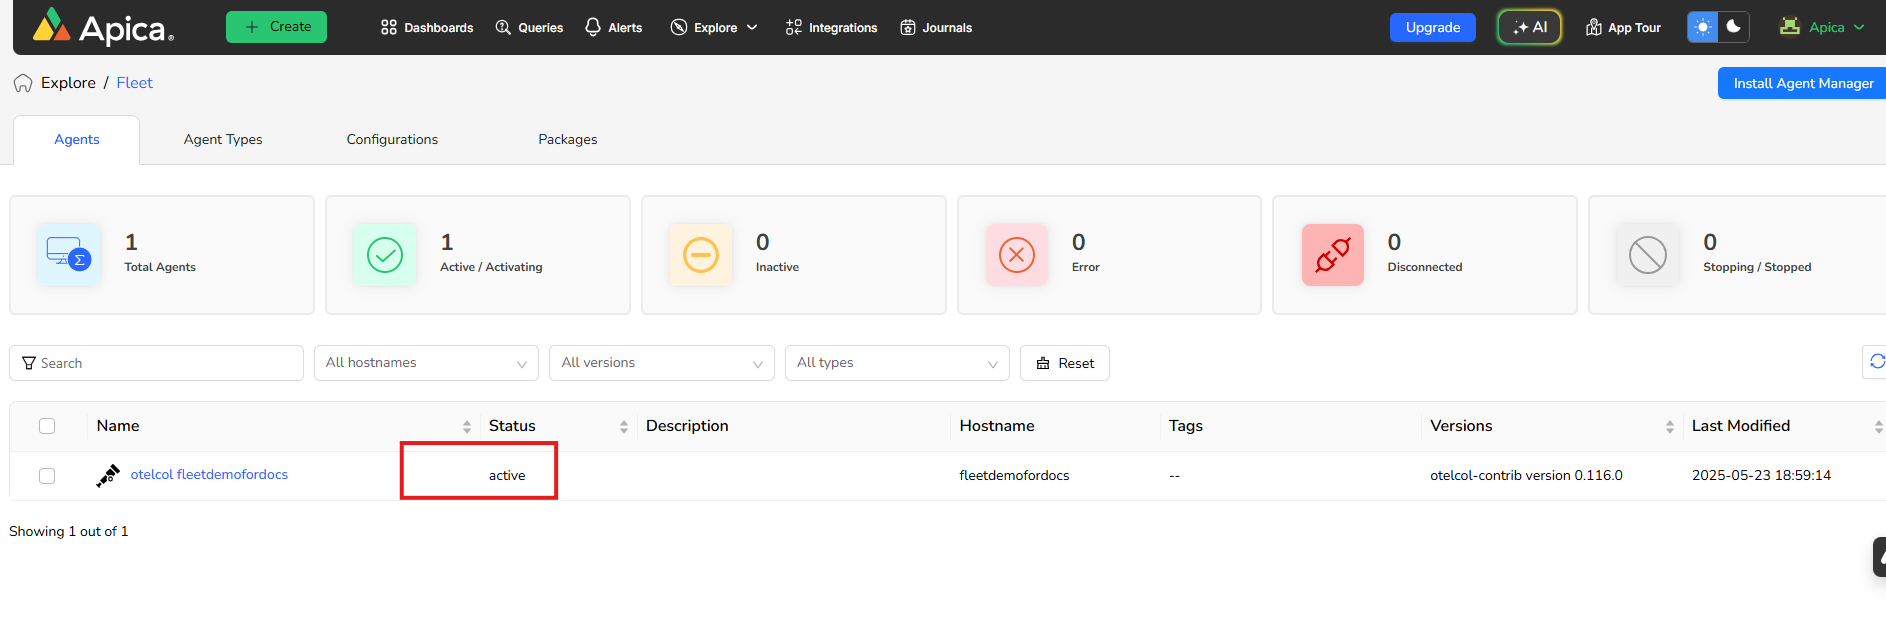 Apica®
Create
Dashboards
Queries
Alerts
Explore
Integrations
Journals
Upgrade
AI
App Tour
Apica
Explore / Fleet
Install Agent Manager
Agents
Agent Types
Configurations
Packages
1
Total Agents
1
Active / Activating
0
Inactive
0
Error
0
Disconnected
0
Stopping / Stopped
Search
All hostnames
All versions
All types
Reset
Name Status Description Hostname Tags Versions Last Modified
otelcol fleetdemofordocs active fleetdemofordocs -- otelcol-contrib version 0.116.0 2025-05-23 18:59:14
Showing 1 out of 1